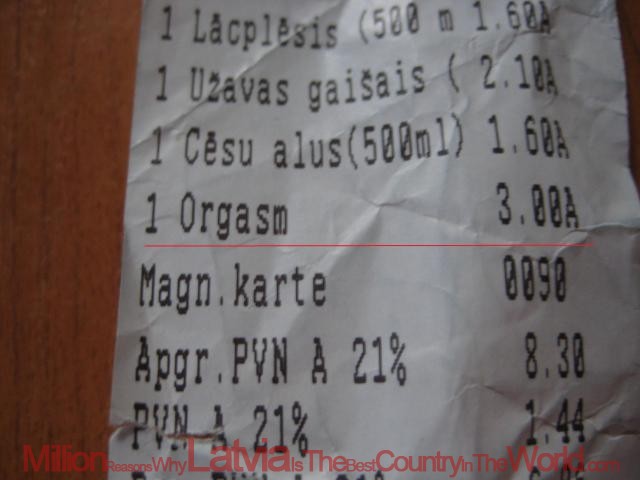 1 Lāčplēsis (500 m 1.60A
1 Užavas gaišais ( 2.10A
1 Cēsu alus(500ml) 1.60A
1 Orgasm 3.00A
Magn.karte 0090
Apgr.PVN A 21% 8.30
PVN A 21% 1.44
MillionReasonsWhyLatviaIsTheBestCountryInTheWorld.com